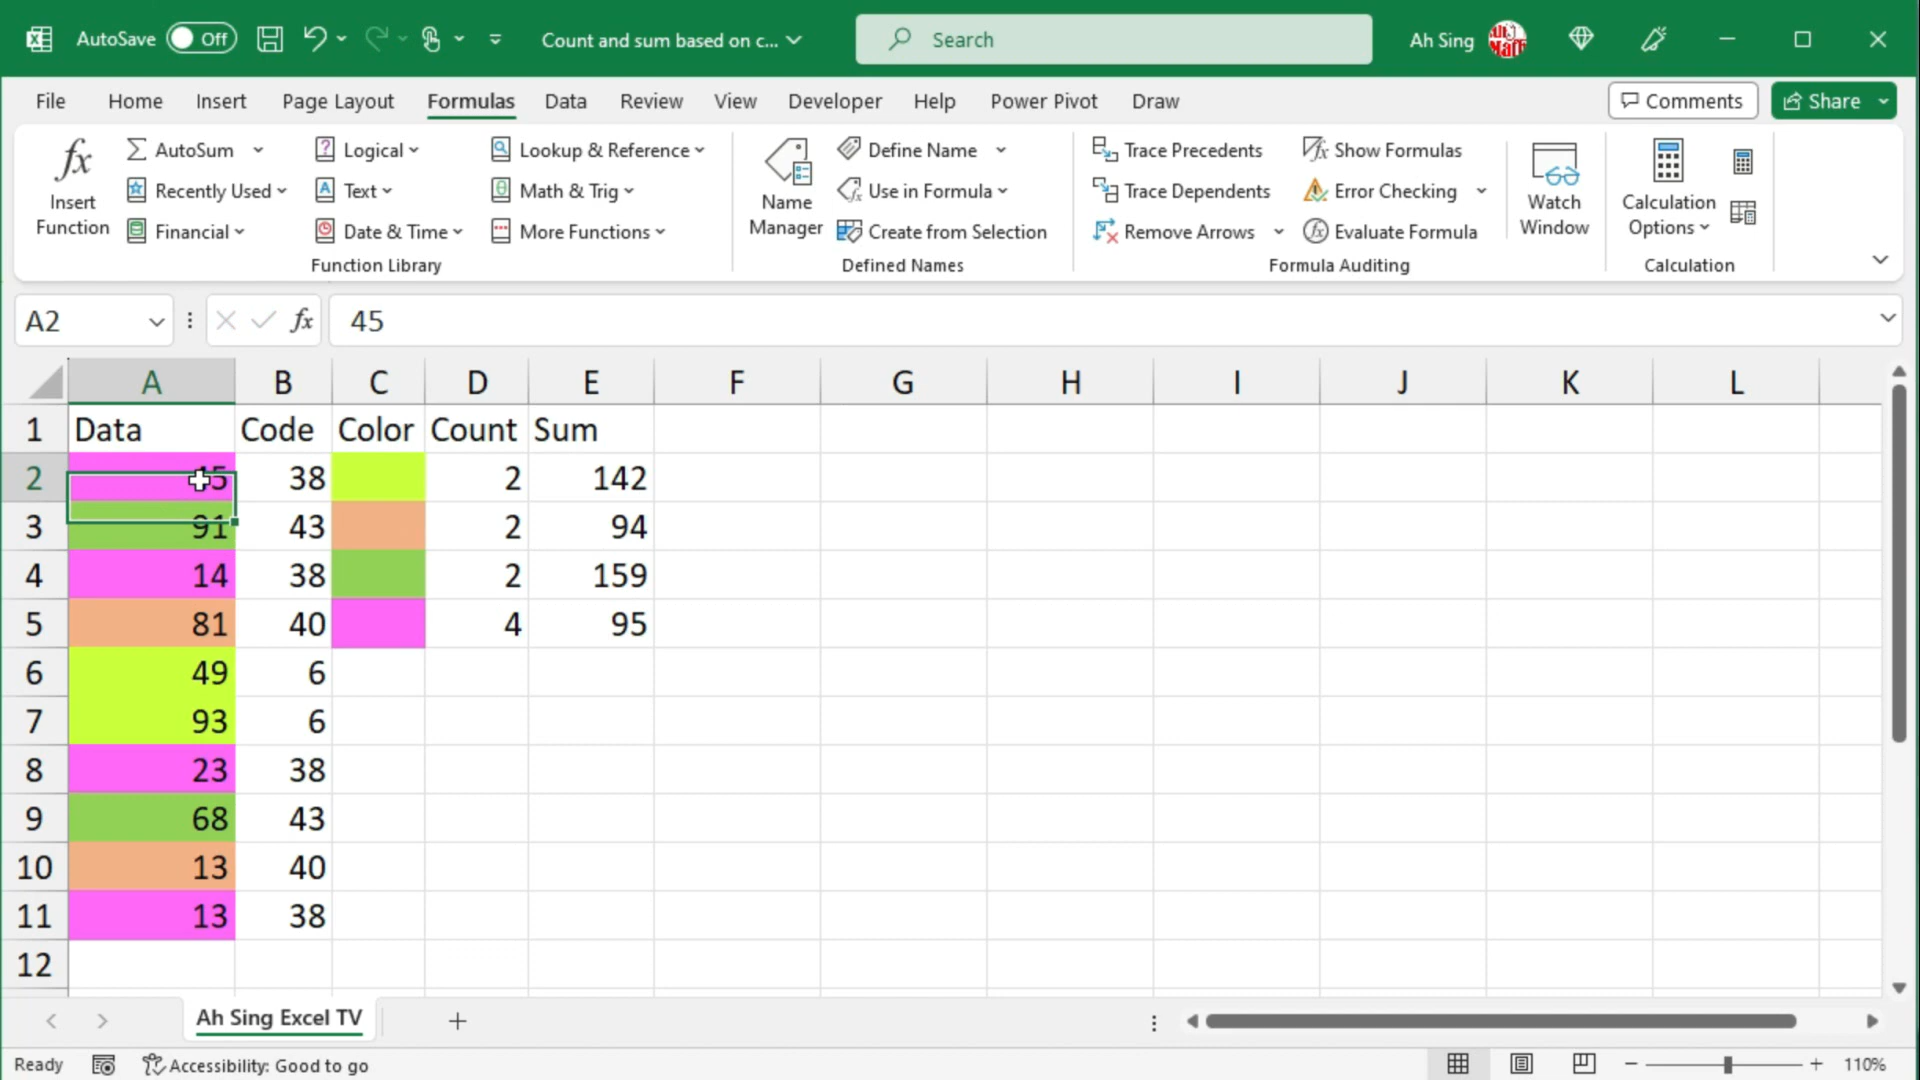 AutoSave Off Count and sum based on c... Search Ah Sing
File Home Insert Page Layout Formulas Data Review View Developer Help Power Pivot Draw Comments Share
fx AutoSum Logical Lookup & Reference Define Name Trace Precedents Show Formulas
Recently Used Text Math & Trig Use in Formula Trace Dependents Error Checking
Insert Function Financial Date & Time More Functions Name Manager Create from Selection Remove Arrows Evaluate Formula Watch Window Calculation Options
Function Library Defined Names Formula Auditing Calculation
A2 fx 45
A B C D E F G H I J K L
1 Data Code Color Count Sum
2 45 38 2 142
3 91 43 2 94
4 14 38 2 159
5 81 40 4 95
6 49 6
7 93 6
8 23 38
9 68 43
10 13 40
11 13 38
12
Ah Sing Excel TV
Ready Accessibility: Good to go 110%